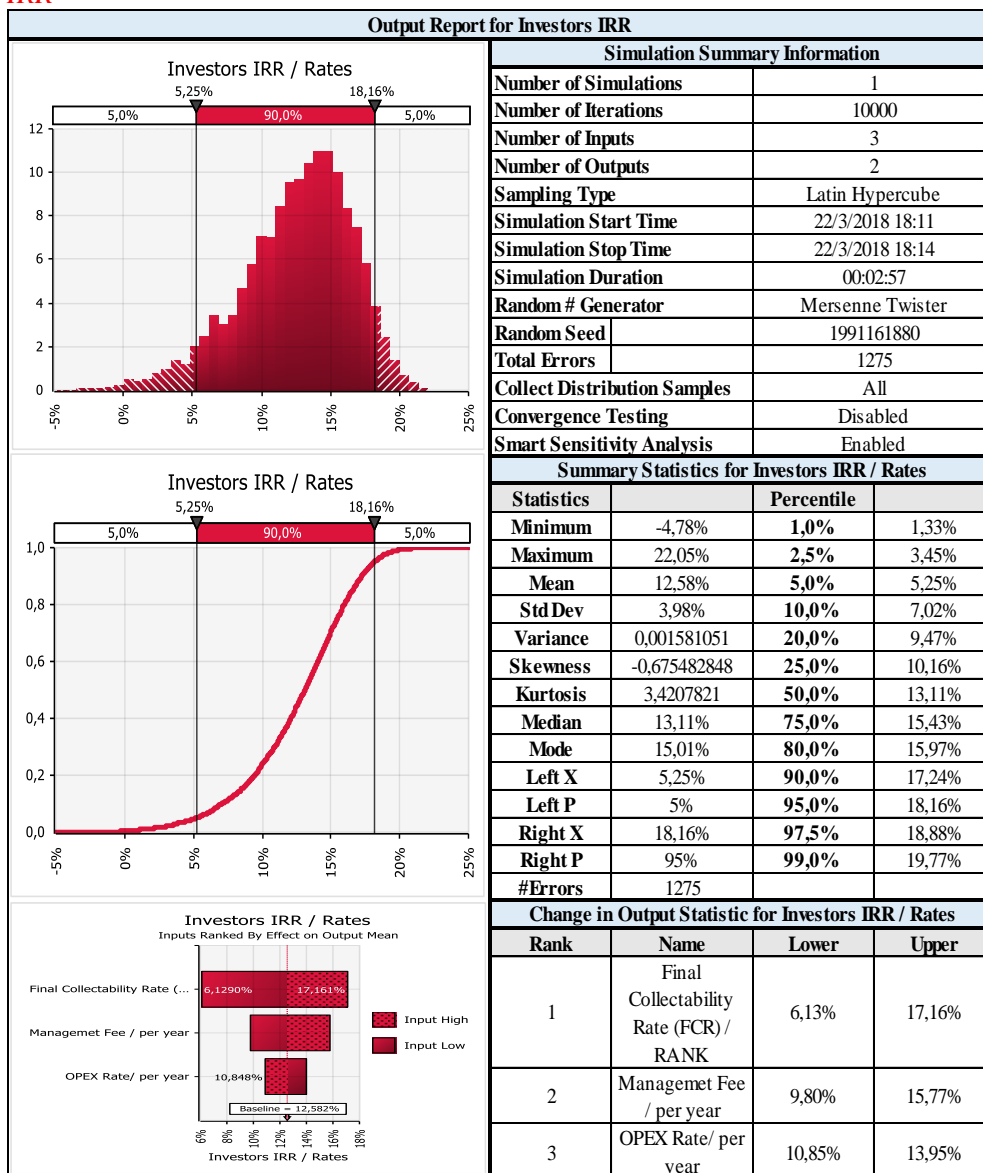 IRR
Output Report for Investors IRR
Investors IRR / Rates
5,25% 18,16%
5,0% 90,0% 5,0%
12
10
8
6
4
2
0
-5% 0% 5% 10% 15% 20% 25%
Simulation Summary Information
Number of Simulations 1
Number of Iterations 10000
Number of Inputs 3
Number of Outputs 2
Sampling Type Latin Hypercube
Simulation Start Time 22/3/2018 18:11
Simulation Stop Time 22/3/2018 18:14
Simulation Duration 00:02:57
Random # Generator Mersenne Twister
Random Seed 1991161880
Total Errors 1275
Collect Distribution Samples All
Convergence Testing Disabled
Smart Sensitivity Analysis Enabled
Investors IRR / Rates
5,25% 18,16%
5,0% 90,0% 5,0%
1,0
0,8
0,6
0,4
0,2
0,0
-5% 0% 5% 10% 15% 20% 25%
Summary Statistics for Investors IRR / Rates
Statistics Percentile
Minimum -4,78% 1,0% 1,33%
Maximum 22,05% 2,5% 3,45%
Mean 12,58% 5,0% 5,25%
Std Dev 3,98% 10,0% 7,02%
Variance 0,001581051 20,0% 9,47%
Skewness -0,675482848 25,0% 10,16%
Kurtosis 3,4207821 50,0% 13,11%
Median 13,11% 75,0% 15,43%
Mode 15,01% 80,0% 15,97%
Left X 5,25% 90,0% 17,24%
Left P 5% 95,0% 18,16%
Right X 18,16% 97,5% 18,88%
Right P 95% 99,0% 19,77%
#Errors 1275
Investors IRR / Rates
Inputs Ranked By Effect on Output Mean
Final Collectability Rate (... 6,1290% 17,161%
Managemet Fee / per year
OPEX Rate/ per year 10,848%
Input High
Input Low
Baseline = 12,582%
6% 8% 10% 12% 14% 16% 18%
Investors IRR / Rates
Change in Output Statistic for Investors IRR / Rates
Rank Name Lower Upper
1 Final Collectability Rate (FCR) / RANK 6,13% 17,16%
2 Managemet Fee / per year 9,80% 15,77%
3 OPEX Rate/ per year 10,85% 13,95%